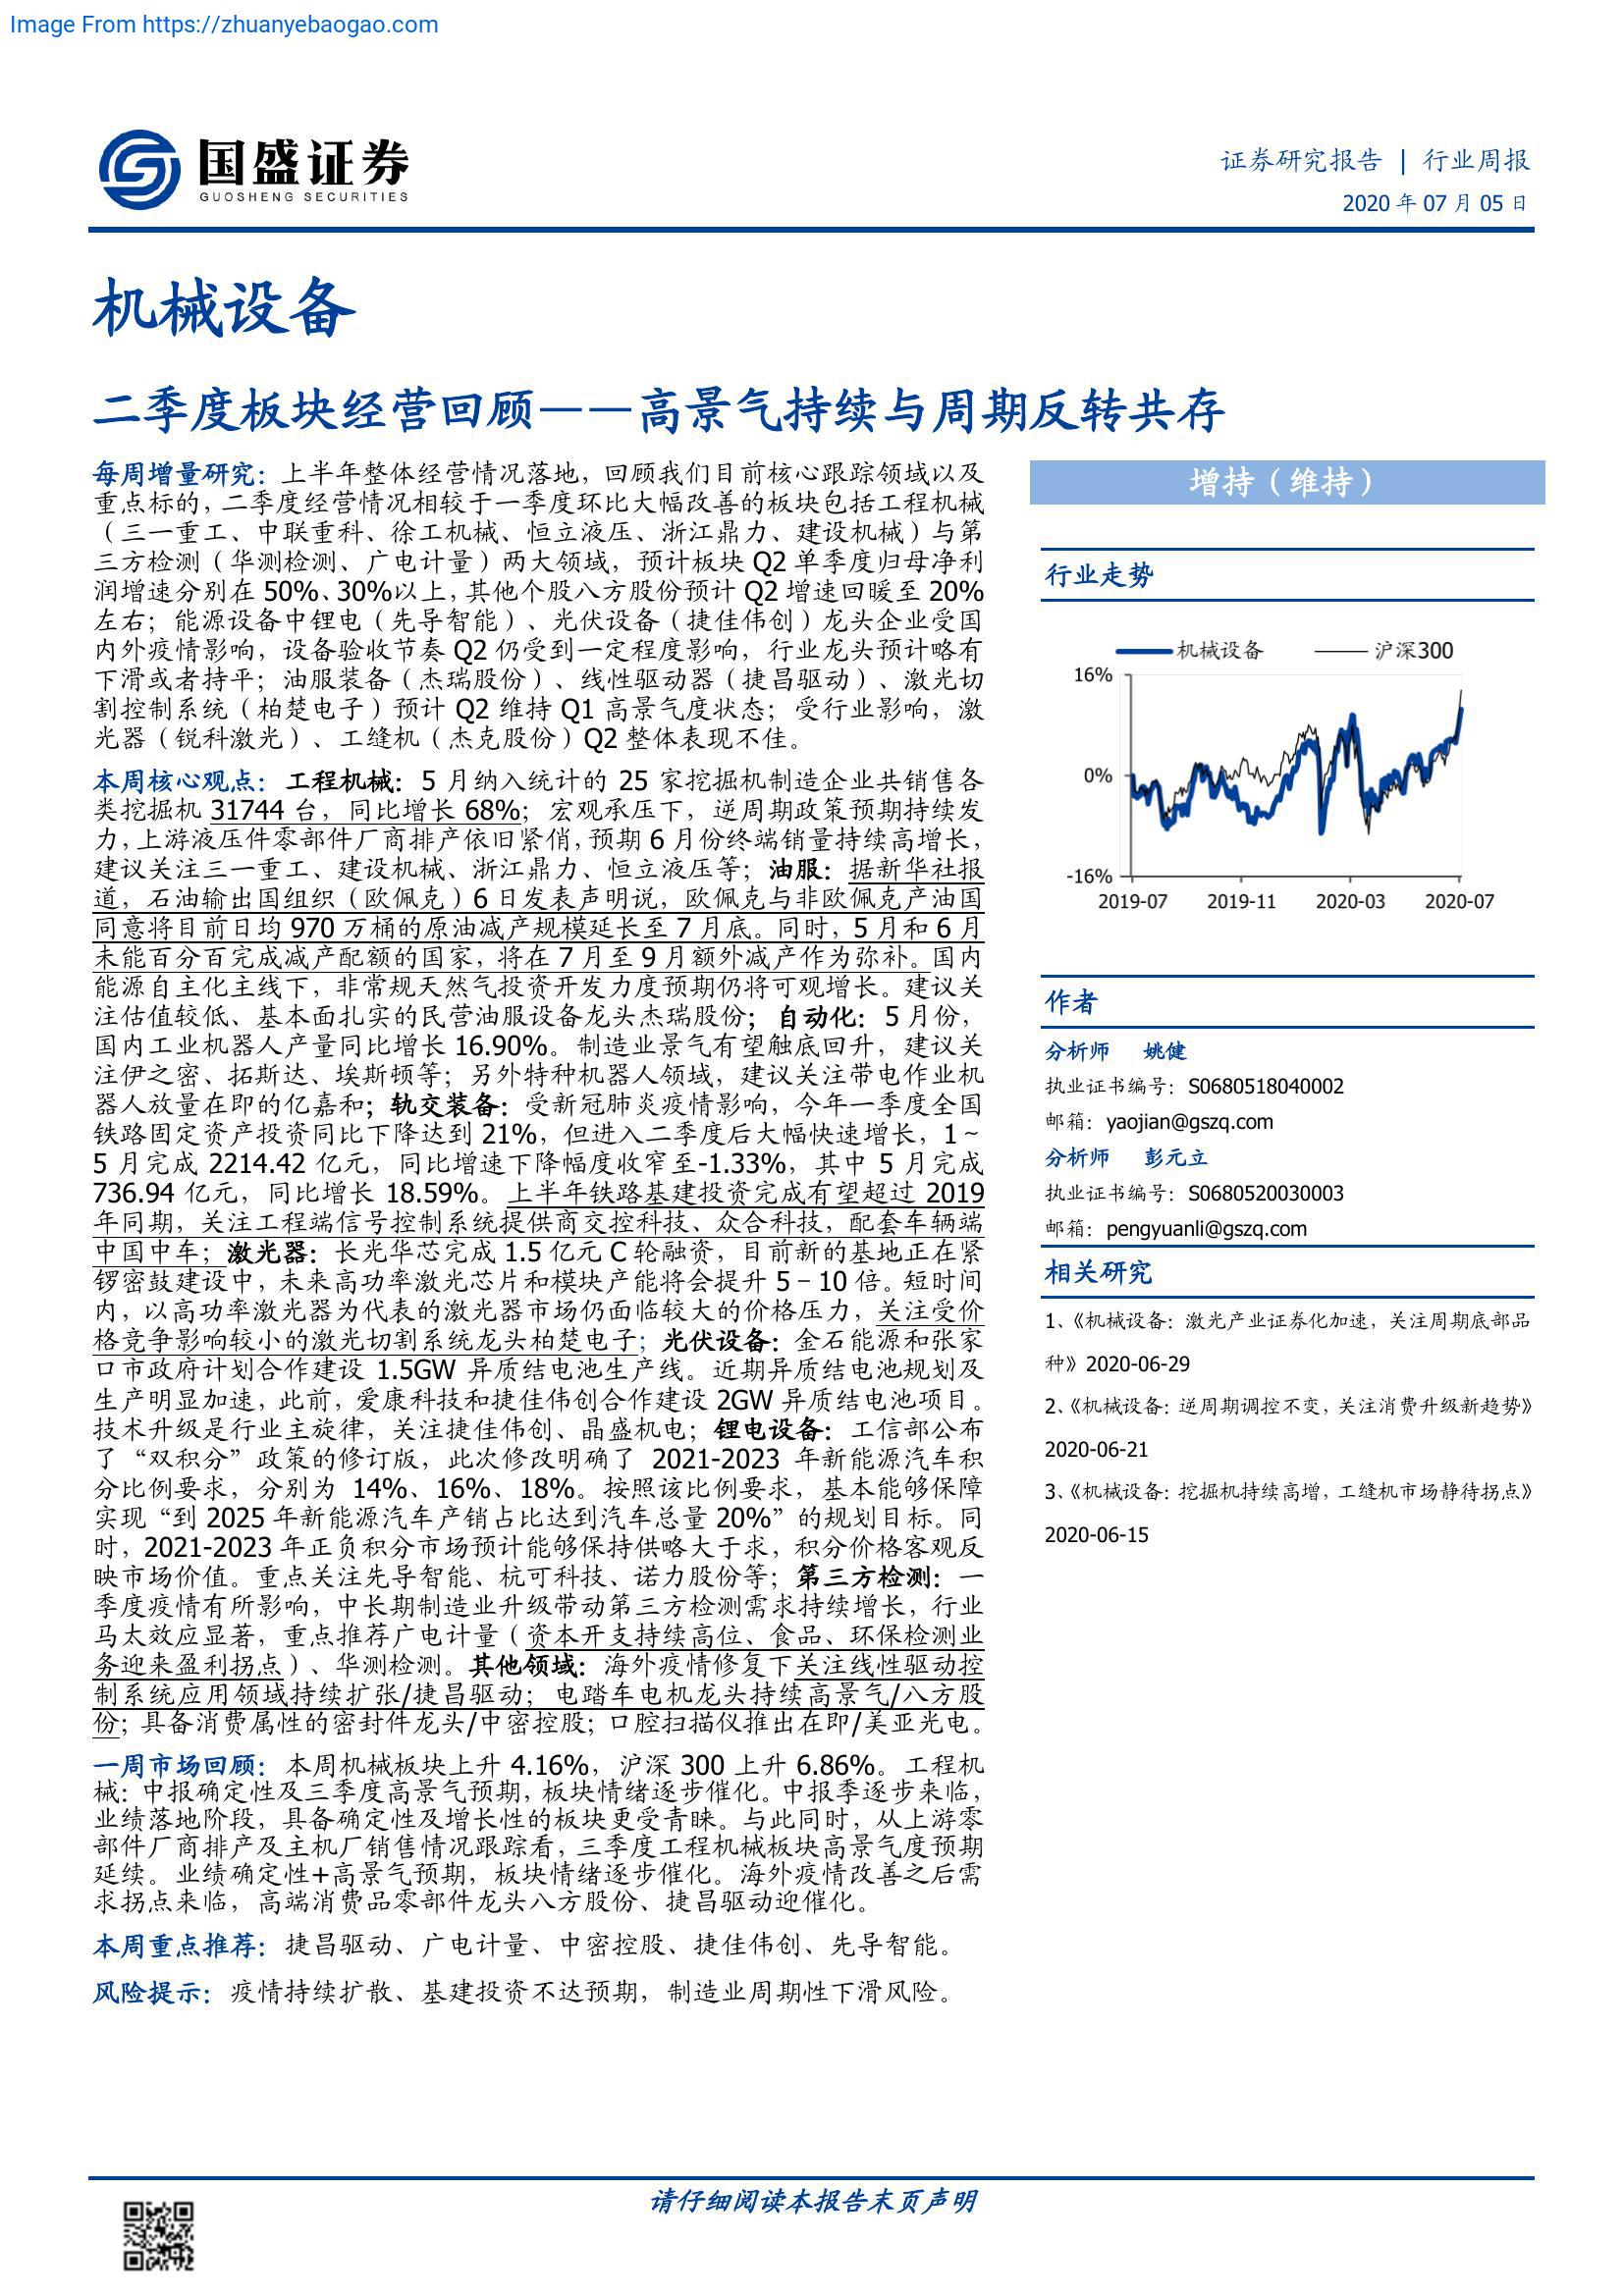 Image From https://zhuanyebaogao.com
国盛证券
GUOSHENG SECURITIES
证券研究报告 | 行业周报
2020 年 07 月 05 日
机械设备
二季度板块经营回顾——高景气持续与周期反转共存
每周增量研究：上半年整体经营情况落地，回顾我们目前核心跟踪领域以及
重点标的，二季度经营情况相较于一季度环比大幅改善的板块包括工程机械
（三一重工、中联重科、徐工机械、恒立液压、浙江鼎力、建设机械）与第
三方检测（华测检测、广电计量）两大领域，预计板块 Q2 单季度归母净利
润增速分别在 50%、30%以上，其他个股八方股份预计 Q2 增速回暖至 20%
左右；能源设备中锂电（先导智能）、光伏设备（捷佳伟创）龙头企业受国
内外疫情影响，设备验收节奏 Q2 仍受到一定程度影响，行业龙头预计略有
下滑或者持平；油服装备（杰瑞股份）、线性驱动器（捷昌驱动）、激光切
割控制系统（柏楚电子）预计 Q2 维持 Q1 高景气度状态；受行业影响，激
光器（锐科激光）、工缝机（杰克股份）Q2 整体表现不佳。
本周核心观点：工程机械：5 月纳入统计的 25 家挖掘机制造企业共销售各
类挖掘机 31744 台，同比增长 68%；宏观承压下，逆周期政策预期持续发
力，上游液压件零部件厂商排产依旧紧俏，预期 6 月份终端销量持续高增长，
建议关注三一重工、建设机械、浙江鼎力、恒立液压等；油服：据新华社报
道，石油输出国组织（欧佩克）6 日发表声明说，欧佩克与非欧佩克产油国
同意将目前日均 970 万桶的原油减产规模延长至 7 月底。同时，5 月和 6 月
未能百分百完成减产配额的国家，将在 7 月至 9 月额外减产作为弥补。国内
能源自主化主线下，非常规天然气投资开发力度预期仍将可观增长。建议关
注估值较低、基本面扎实的民营油服设备龙头杰瑞股份；自动化：5 月份，
国内工业机器人产量同比增长 16.90%。制造业景气有望触底回升，建议关
注伊之密、拓斯达、埃斯顿等；另外特种机器人领域，建议关注带电作业机
器人放量在即的亿嘉和；轨交装备：受新冠肺炎疫情影响，今年一季度全国
铁路固定资产投资同比下降达到 21%，但进入二季度后大幅快速增长，1～
5 月完成 2214.42 亿元，同比增速下降幅度收窄至-1.33%，其中 5 月完成
736.94 亿元，同比增长 18.59%。上半年铁路基建投资完成有望超过 2019
年同期，关注工程端信号控制系统提供商交控科技、众合科技，配套车辆端
中国中车；激光器：长光华芯完成 1.5 亿元 C 轮融资，目前新的基地正在紧
锣密鼓建设中，未来高功率激光芯片和模块产能将会提升 5－10 倍。短时间
内，以高功率激光器为代表的激光器市场仍面临较大的价格压力，关注受价
格竞争影响较小的激光切割系统龙头柏楚电子；光伏设备：金石能源和张家
口市政府计划合作建设 1.5GW 异质结电池生产线。近期异质结电池规划及
生产明显加速，此前，爱康科技和捷佳伟创合作建设 2GW 异质结电池项目。
技术升级是行业主旋律，关注捷佳伟创、晶盛机电；锂电设备：工信部公布
了“双积分”政策的修订版，此次修改明确了 2021-2023 年新能源汽车积
分比例要求，分别为 14%、16%、18%。按照该比例要求，基本能够保障
实现“到 2025 年新能源汽车产销占比达到汽车总量 20%”的规划目标。同
时，2021-2023 年正负积分市场预计能够保持供略大于求，积分价格客观反
映市场价值。重点关注先导智能、杭可科技、诺力股份等；第三方检测：一
季度疫情有所影响，中长期制造业升级带动第三方检测需求持续增长，行业
马太效应显著，重点推荐广电计量（资本开支持续高位、食品、环保检测业
务迎来盈利拐点）、华测检测。其他领域：海外疫情修复下关注线性驱动控
制系统应用领域持续扩张/捷昌驱动；电踏车电机龙头持续高景气/八方股
份；具备消费属性的密封件龙头/中密控股；口腔扫描仪推出在即/美亚光电。
一周市场回顾：本周机械板块上升 4.16%，沪深 300 上升 6.86%。工程机
械：中报确定性及三季度高景气预期，板块情绪逐步催化。中报季逐步来临，
业绩落地阶段，具备确定性及增长性的板块更受青睐。与此同时，从上游零
部件厂商排产及主机厂销售情况跟踪看，三季度工程机械板块高景气度预期
延续。业绩确定性+高景气预期，板块情绪逐步催化。海外疫情改善之后需
求拐点来临，高端消费品零部件龙头八方股份、捷昌驱动迎催化。
本周重点推荐：捷昌驱动、广电计量、中密控股、捷佳伟创、先导智能。
风险提示：疫情持续扩散、基建投资不达预期，制造业周期性下滑风险。
增持（维持）
行业走势
机械设备 沪深300
16%
0%
-16%
2019-07 2019-11 2020-03 2020-07
作者
分析师 姚健
执业证书编号：S0680518040002
邮箱：yaojian@gszq.com
分析师 彭元立
执业证书编号：S0680520030003
邮箱：pengyuanli@gszq.com
相关研究
1、《机械设备：激光产业证券化加速，关注周期底部品
种》2020-06-29
2、《机械设备：逆周期调控不变，关注消费升级新趋势》
2020-06-21
3、《机械设备：挖掘机持续高增，工缝机市场静待拐点》
2020-06-15
请仔细阅读本报告末页声明